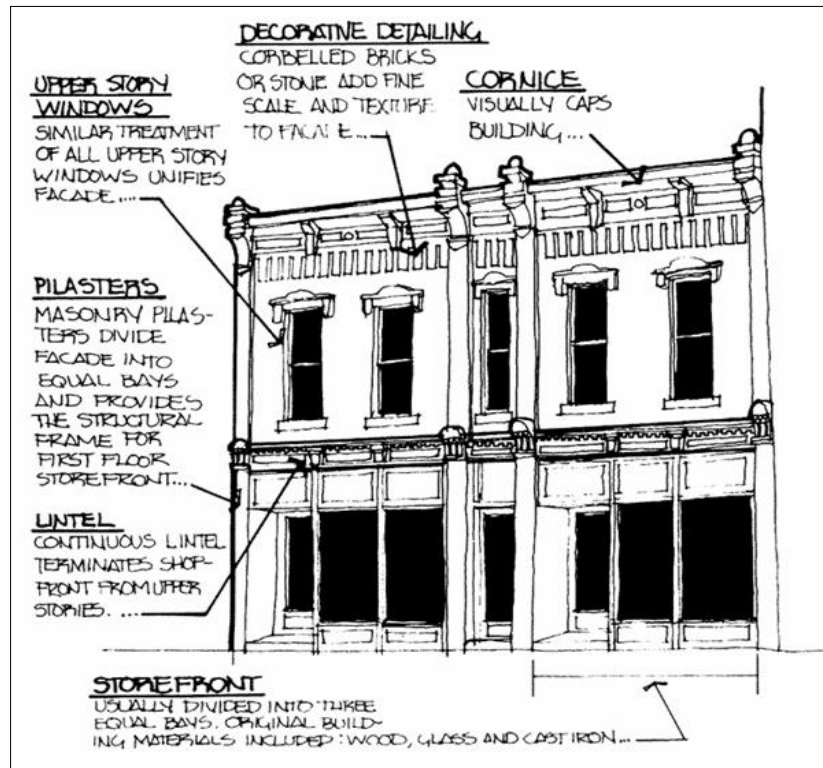 DECORATIVE DETAILING
CORBELLED BRICKS
OR STONE ADD FINE
SCALE AND TEXTURE
TO FACADE...
UPPER STORY
WINDOWS
SIMILAR TREATMENT
OF ALL UPPER STORY
WINDOWS UNIFIES
FACADE....
CORNICE
VISUALLY CAPS
BUILDING...
PILASTERS
MASONRY PILAS-
TERS DIVIDE
FACADE INTO
EQUAL BAYS
AND PROVIDES
THE STRUCTURAL
FRAME FOR
FIRST FLOOR
STOREFRONT...
LINTEL
CONTINUOUS LINTEL
TERMINATES SHOP-
FRONT FROM UPPER
STORIES. ....
STOREFRONT
USUALLY DIVIDED INTO THREE
EQUAL BAYS. ORIGINAL BUILD-
ING MATERIALS INCLUDED: WOOD, GLASS AND CAST IRON...